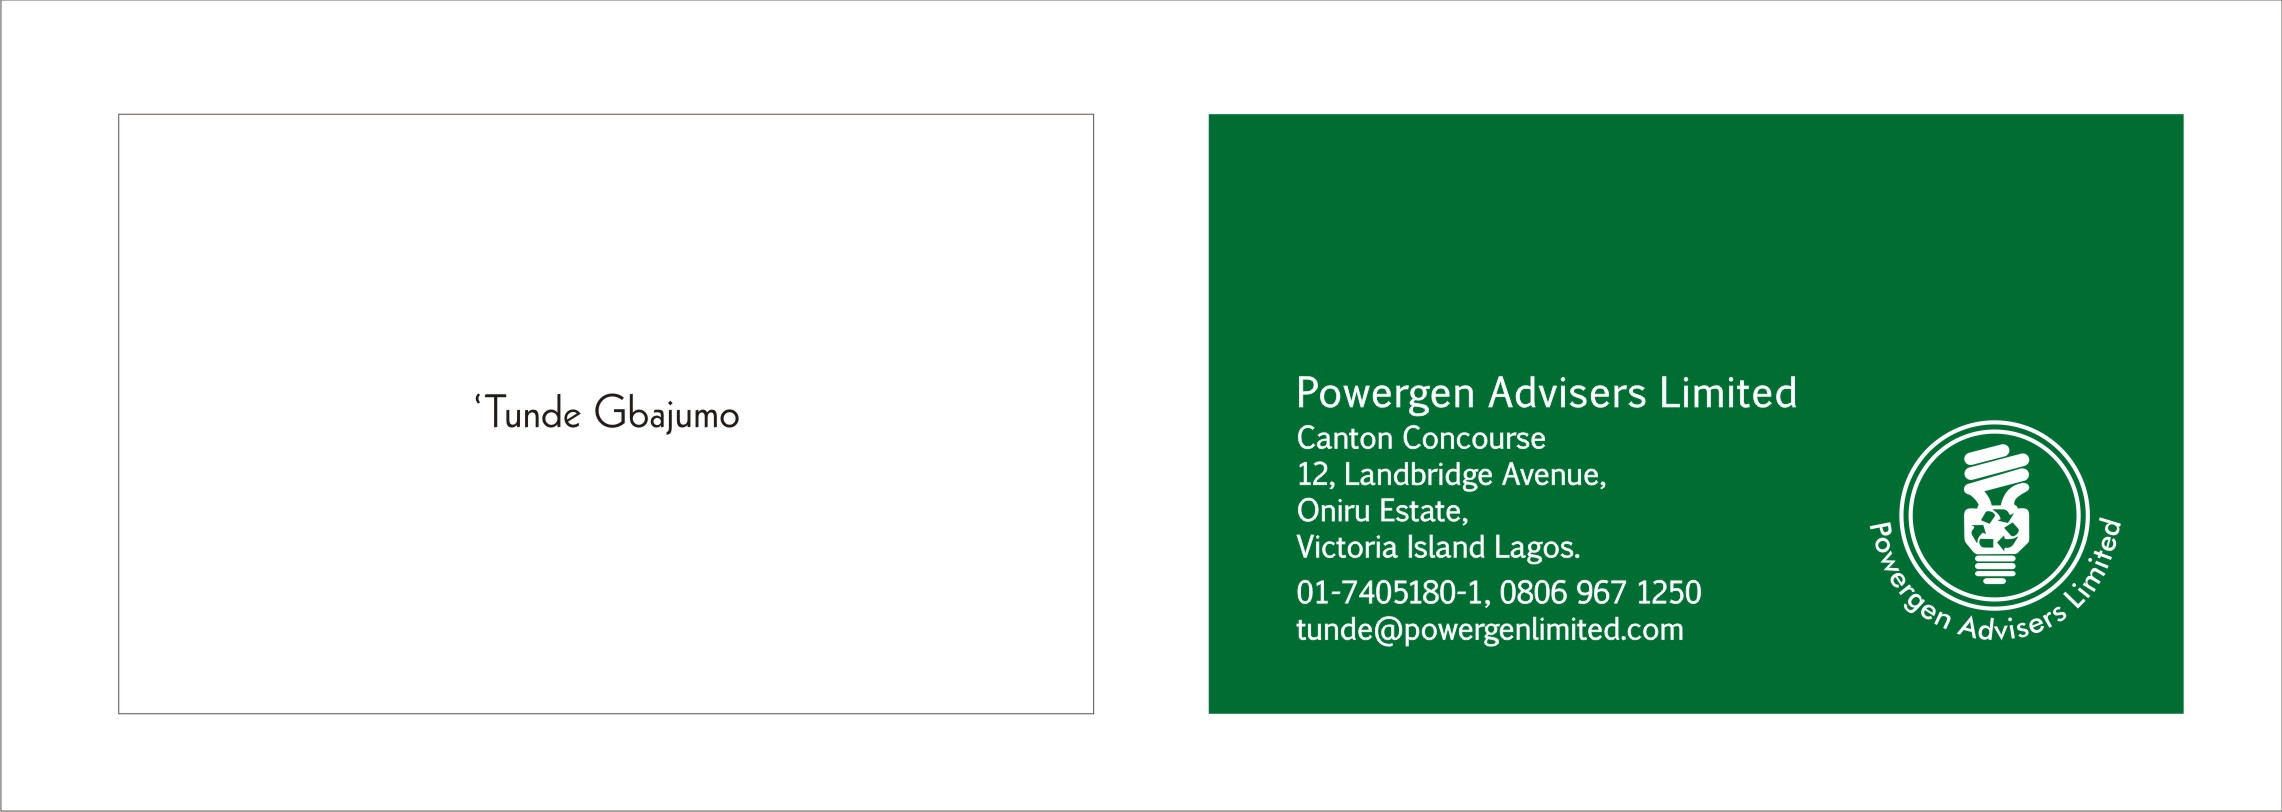 ‘Tunde Gbajumo
Powergen Advisers Limited
Canton Concourse
12, Landbridge Avenue,
Oniru Estate,
Victoria Island Lagos.
01-7405180-1, 0806 967 1250
tunde@powergenlimited.com
Powergen Advisers Limited